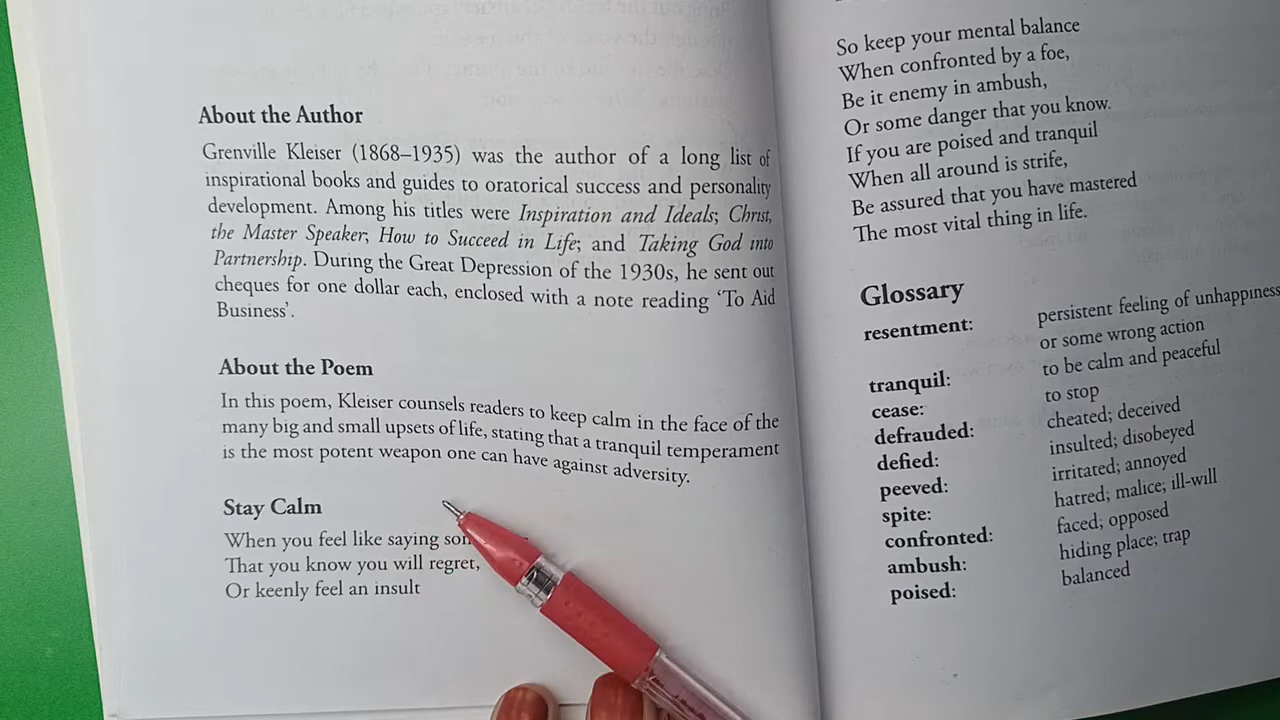 About the Author
Grenville Kleiser (1868–1935) was the author of a long list of
inspirational books and guides to oratorical success and personality
development. Among his titles were Inspiration and Ideals; Christ,
the Master Speaker; How to Succeed in Life; and Taking God into
Partnership. During the Great Depression of the 1930s, he sent out
cheques for one dollar each, enclosed with a note reading ‘To Aid
Business’.
About the Poem
In this poem, Kleiser counsels readers to keep calm in the face of the
many big and small upsets of life, stating that a tranquil temperament
is the most potent weapon one can have against adversity.
Stay Calm
When you feel like saying
That you know you will regret,
Or keenly feel an insult
So keep your mental balance
When confronted by a foe,
Be it enemy in ambush,
Or some danger that you know.
If you are poised and tranquil
When all around is strife,
Be assured that you have mastered
The most vital thing in life.
Glossary
resentment: persistent feeling of unhappiness
or some wrong action
tranquil: to be calm and peaceful
cease: to stop
defrauded: cheated; deceived
defied: insulted; disobeyed
peeved: irritated; annoyed
spite: hatred; malice; ill-will
confronted: faced; opposed
ambush: hiding place; trap
poised: balanced